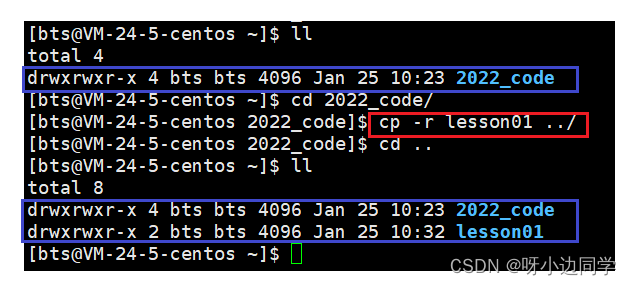 [bts@VM-24-5-centos ~]$ ll
total 4
drwxrwxr-x 4 bts bts 4096 Jan 25 10:23 2022_code
[bts@VM-24-5-centos ~]$ cd 2022_code/
[bts@VM-24-5-centos 2022_code]$ cp -r lesson01 ../
[bts@VM-24-5-centos 2022_code]$ cd ..
[bts@VM-24-5-centos ~]$ ll
total 8
drwxrwxr-x 4 bts bts 4096 Jan 25 10:23 2022_code
drwxrwxr-x 2 bts bts 4096 Jan 25 10:32 lesson01
[bts@VM-24-5-centos ~]$
CSDN @呀小边同学